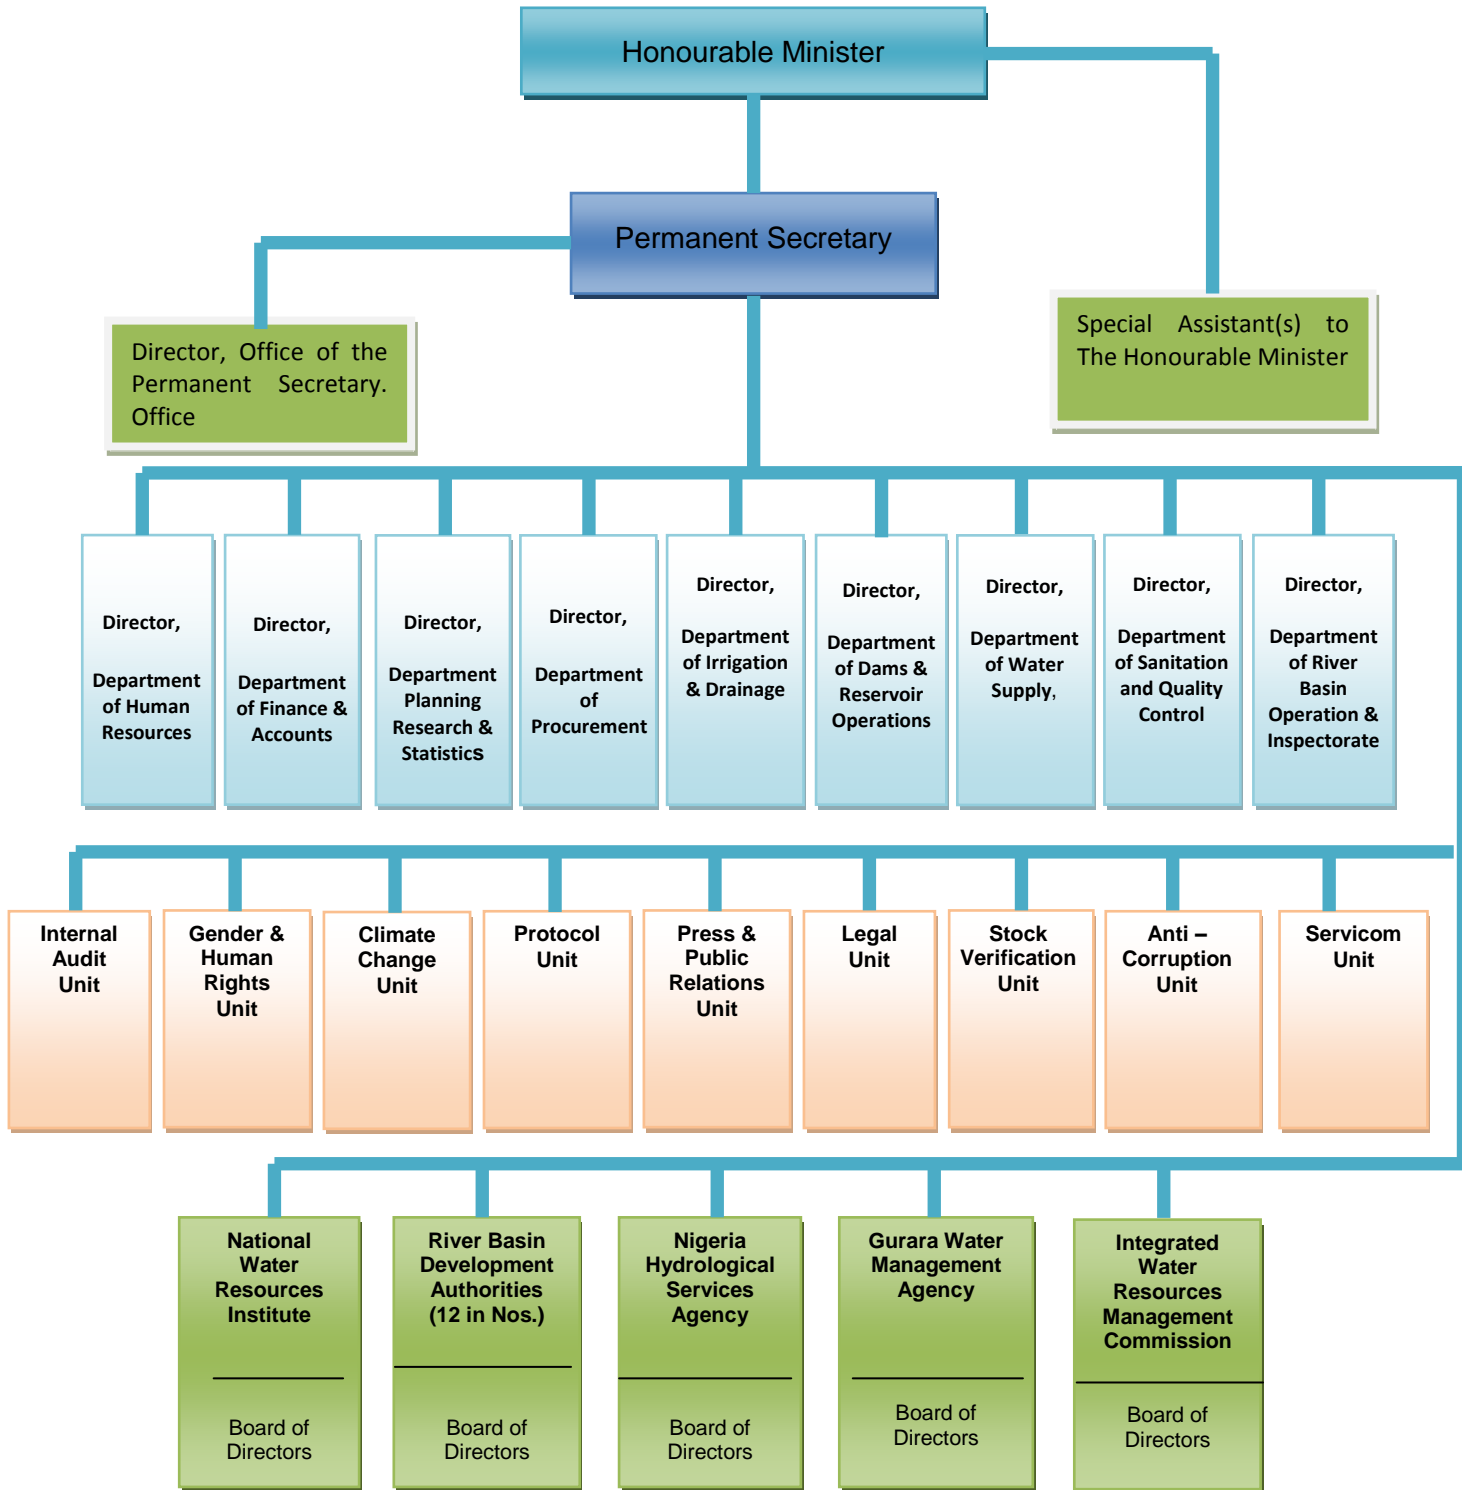 Honourable Minister
Permanent Secretary
Director, Office of the
Permanent Secretary.
Office
Special Assistant(s) to
The Honourable Minister
Director,
Department
of Human
Resources
Director,
Department
of Finance &
Accounts
Director,
Department
Planning
Research &
Statistics
Director,
Department
of
Procurement
Director,
Department
of Irrigation
& Drainage
Director,
Department
of Dams &
Reservoir
Operations
Director,
Department
of Water
Supply,
Director,
Department
of Sanitation
and Quality
Control
Director,
Department
of River
Basin
Operation &
Inspectorate
Internal
Audit
Unit
Gender &
Human
Rights
Unit
Climate
Change
Unit
Protocol
Unit
Press &
Public
Relations
Unit
Legal
Unit
Stock
Verification
Unit
Anti –
Corruption
Unit
Servicom
Unit
National
Water
Resources
Institute
Board of
Directors
River Basin
Development
Authorities
(12 in Nos.)
Board of
Directors
Nigeria
Hydrological
Services
Agency
Board of
Directors
Gurara Water
Management
Agency
Board of
Directors
Integrated
Water
Resources
Management
Commission
Board of
Directors